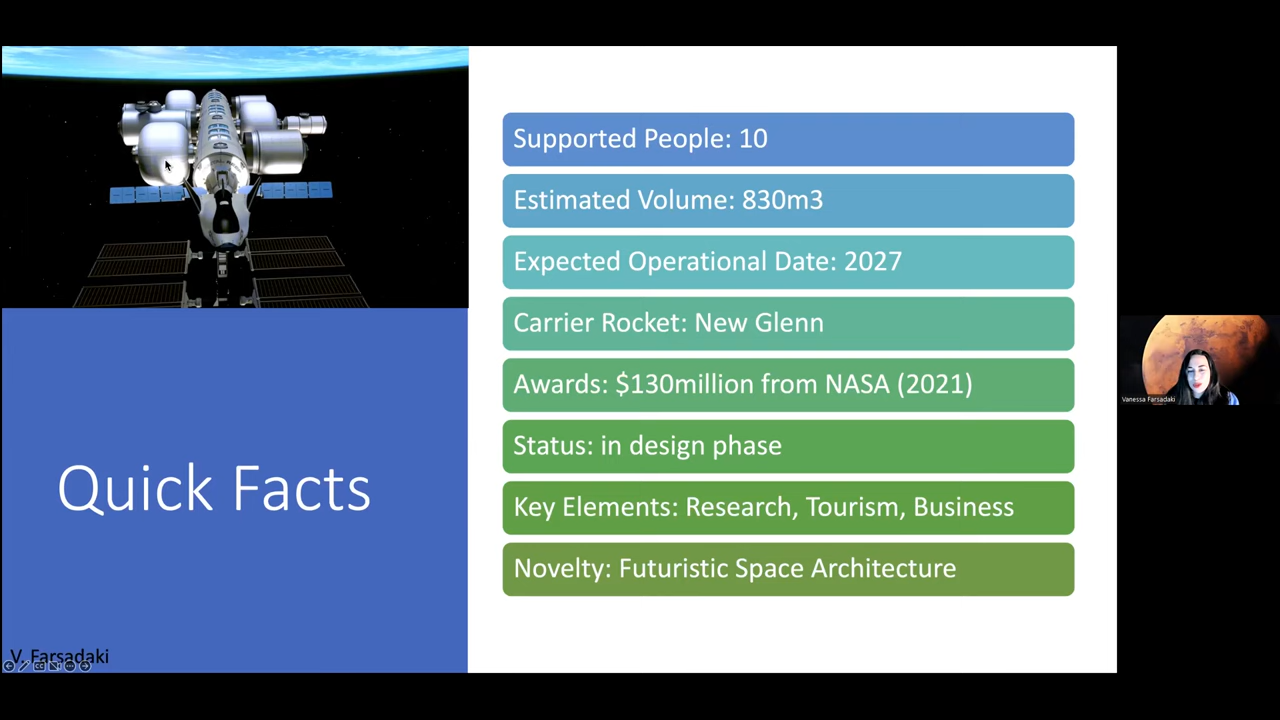 Supported People: 10
Estimated Volume: 830m3
Expected Operational Date: 2027
Carrier Rocket: New Glenn
Awards: $130million from NASA (2021)
Status: in design phase
Key Elements: Research, Tourism, Business
Novelty: Futuristic Space Architecture
Quick Facts
V. Farsadaki
Vanessa Farsadaki